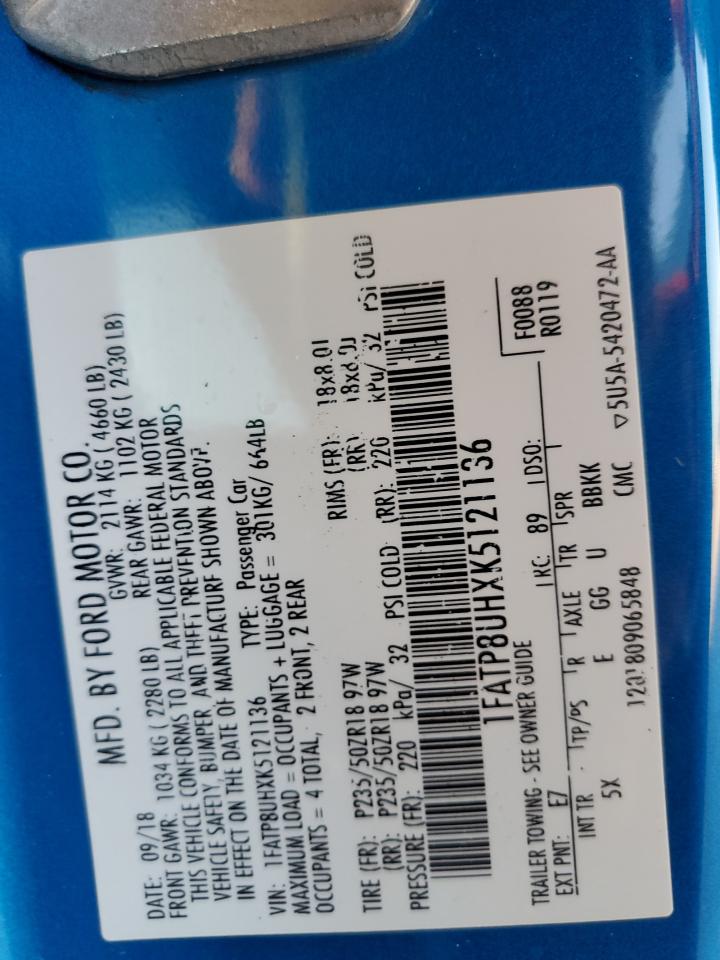 MFD. BY FORD MOTOR CO.
DATE: 09/18 GVWR: 2114 KG ( 4660 LB)
FRONT GAWR: 1034 KG ( 2280 LB) REAR GAWR: 1102 KG ( 2430 LB)
THIS VEHICLE CONFORMS TO ALL APPLICABLE FEDERAL MOTOR
VEHICLE SAFETY, BUMPER, AND THEFT PREVENTION STANDARDS
IN EFFECT ON THE DATE OF MANUFACTURE SHOWN ABOVE.
VIN: 1FATP8UHXK5121136 TYPE: Passenger Car
MAXIMUM LOAD = OCCUPANTS + LUGGAGE = 301KG/ 664LB
OCCUPANTS = 4 TOTAL, 2 FRONT, 2 REAR
TIRE (FR): P235/50ZR18 97W RIMS (FR): 18x8.0J
(RR): P235/50ZR18 97W (RR): 18x8.0J
PRESSURE (FR): 220 kPa/ 32 PSI COLD (RR): 220 kPa/ 32 PSI COLD
1FATP8UHXK5121136
TRAILER TOWING - SEE OWNER GUIDE
F0088
R0119
EXT PNT: E7 RC: 89 DSO:
INT TR TP/PS R AXLE TR SPR
5X E GG U BBKK
1201809065848 CMC ▽5U5A-5420472-AA